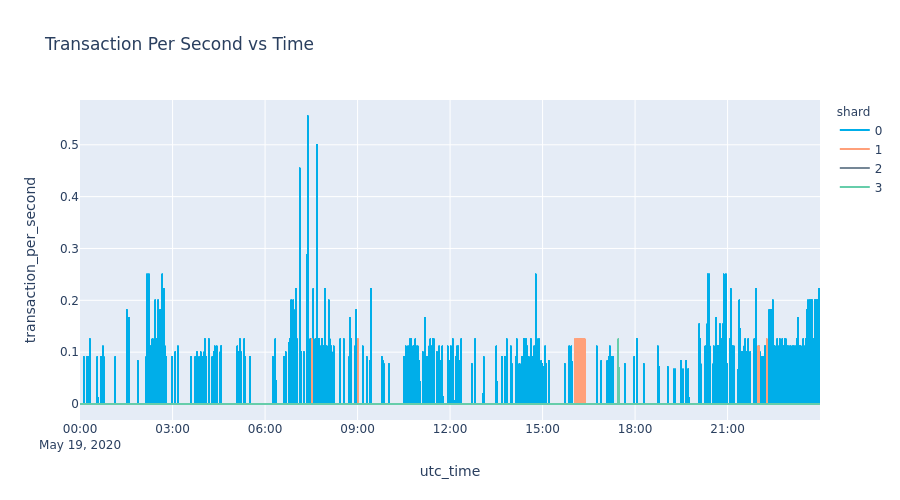 Transaction Per Second vs Time
shard
0
1
2
3
transaction_per_second
0.5
0.4
0.3
0.2
0.1
0
00:00 03:00 06:00 09:00 12:00 15:00 18:00 21:00
May 19, 2020
utc_time